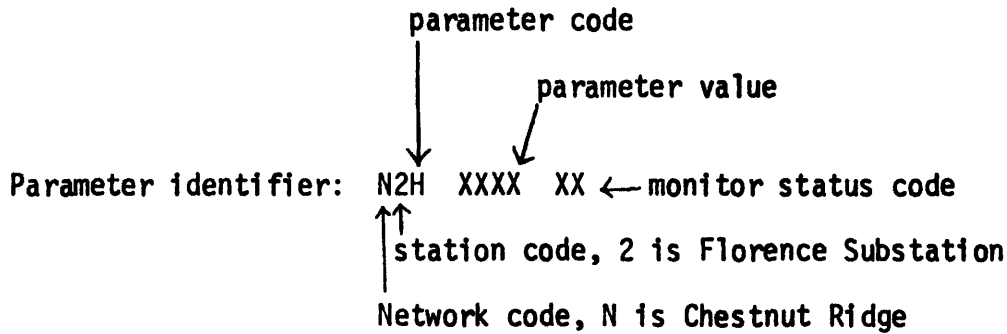 parameter code
parameter value
Parameter identifier: N2H XXXX XX ← monitor status code
station code, 2 is Florence Substation
Network code, N is Chestnut Ridge